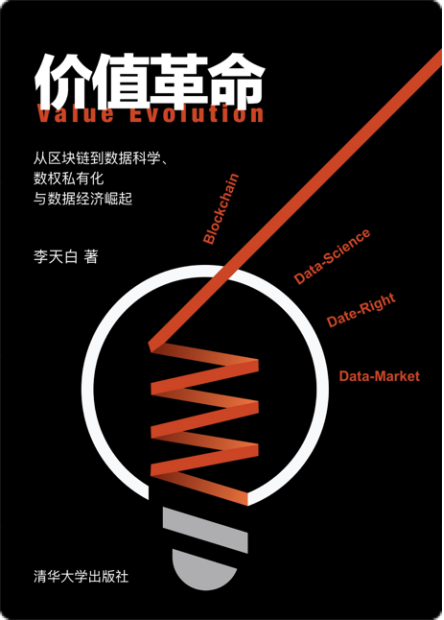 价值革命
Value Evolution
从区块链到数据科学、
数权私有化
与数据经济崛起
李天白 著
Blockchain
Data-Science
Date-Right
Data-Market
清华大学出版社